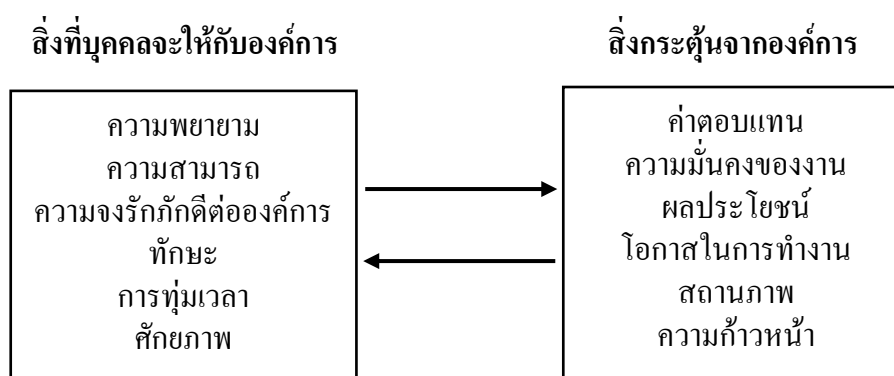 สิ่งที่บุคคลจะให้กับองค์การ
สิ่งกระตุ้นจากองค์การ
ความพยายาม
ความสามารถ
ความจงรักภักดีต่อองค์การ
ทักษะ
การทุ่มเวลา
ศักยภาพ
ค่าตอบแทน
ความมั่นคงของงาน
ผลประโยชน์
โอกาสในการทำงาน
สถานภาพ
ความก้าวหน้า